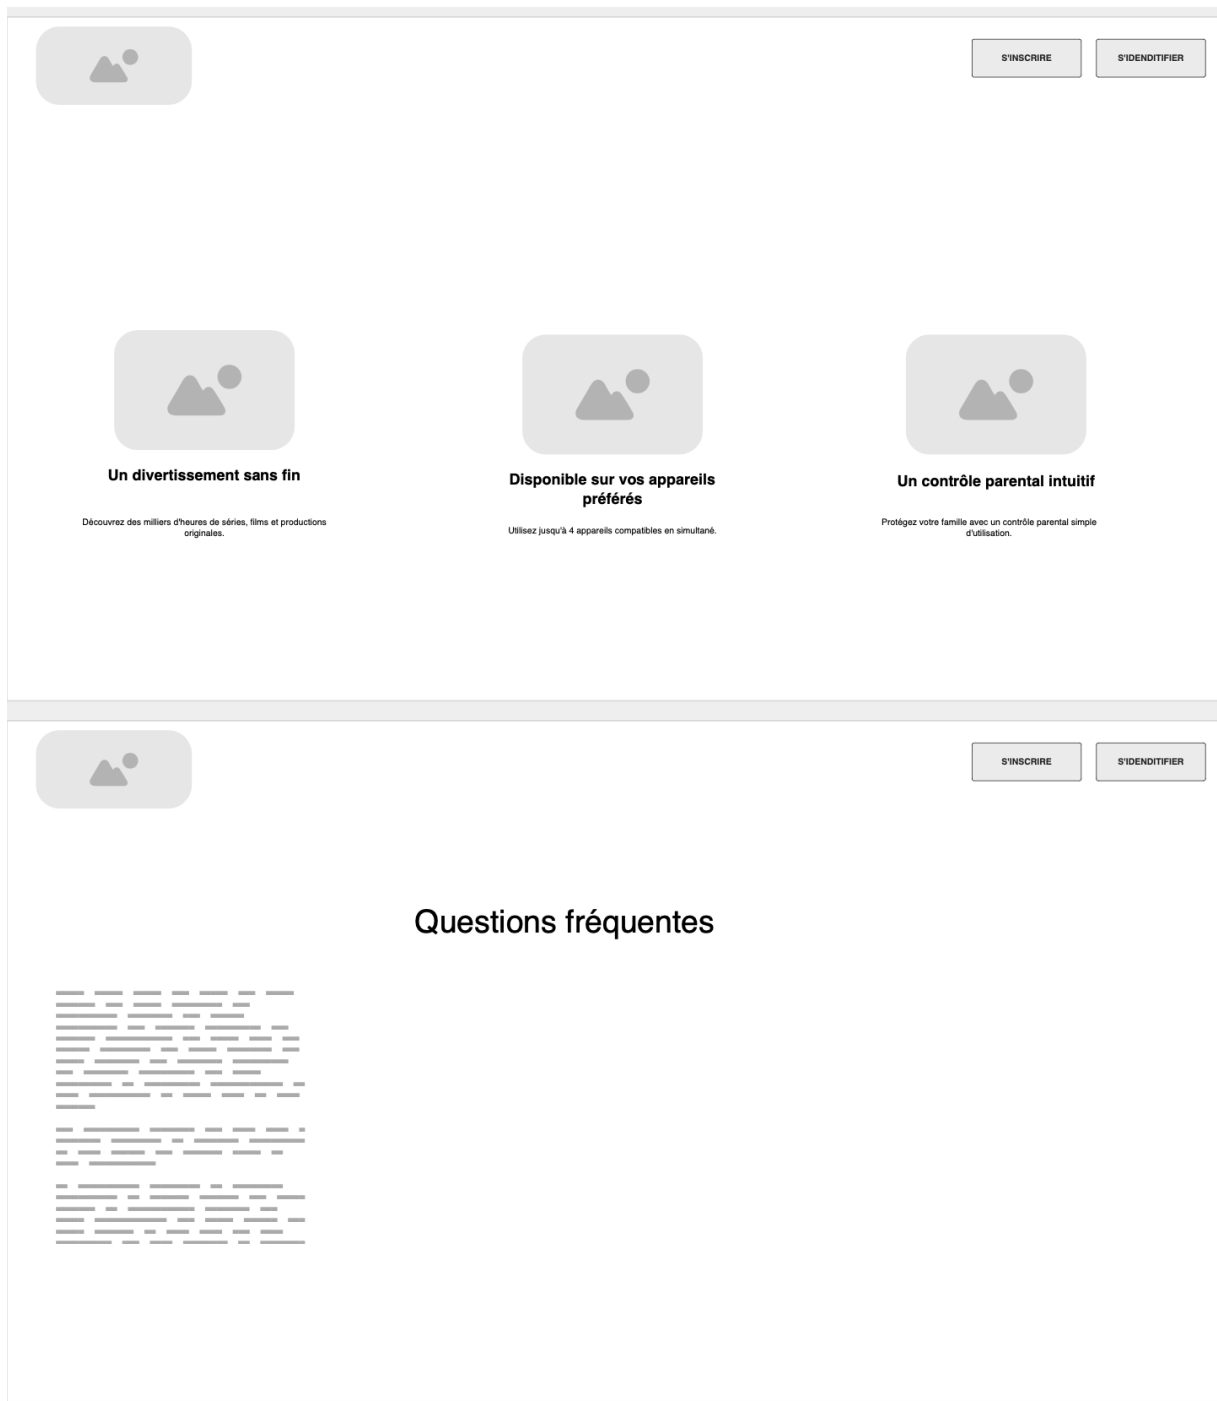 S'INSCRIRE
S'IDENDITIFIER
Un divertissement sans fin
Découvrez des milliers d'heures de séries, films et productions
originales.
Disponible sur vos appareils
préférés
Utilisez jusqu'à 4 appareils compatibles en simultané.
Un contrôle parental intuitif
Protégez votre famille avec un contrôle parental simple
d'utilisation.
S'INSCRIRE
S'IDENDITIFIER
Questions fréquentes